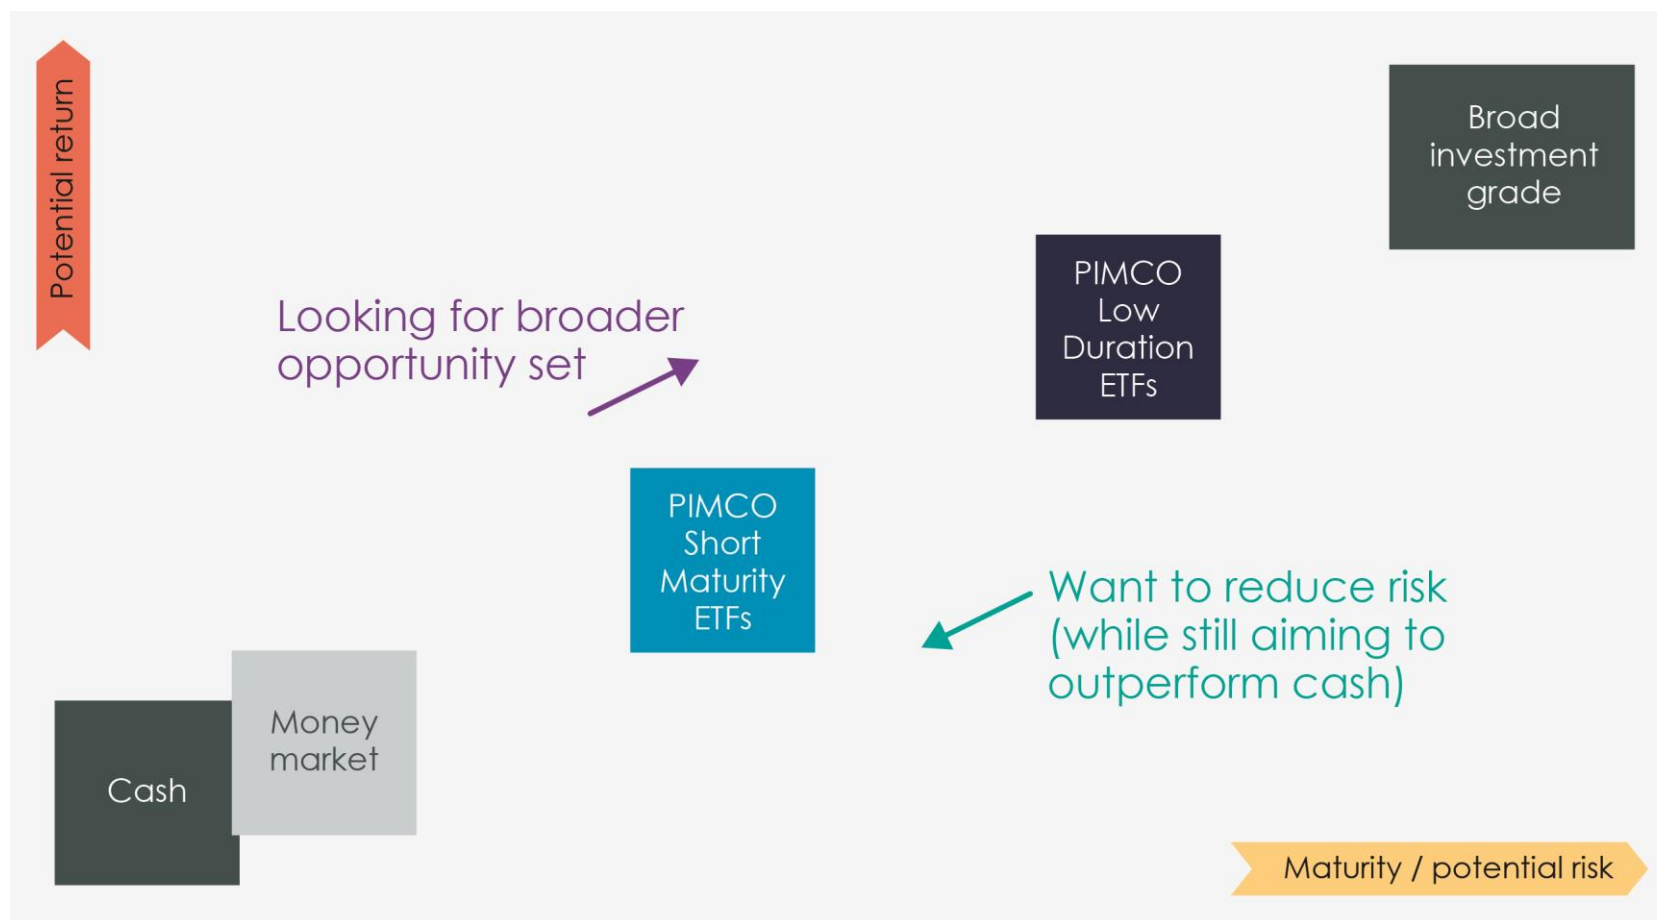 Potential return
Broad
investment
grade
PIMCO
Low
Duration
ETFs
Looking for broader
opportunity set
PIMCO
Short
Maturity
ETFs
Want to reduce risk
(while still aiming to
outperform cash)
Money
market
Cash
Maturity / potential risk